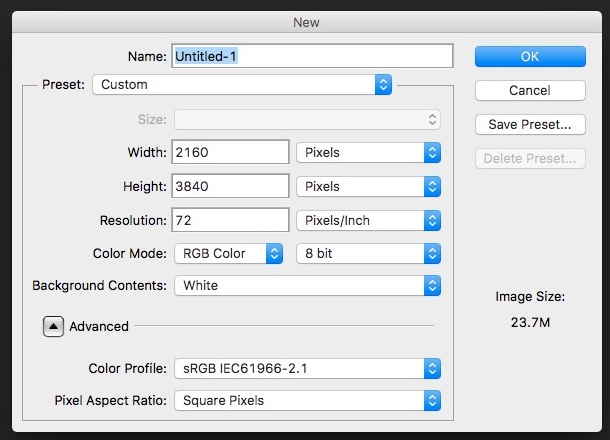 New
Name: Untitled-1
OK
Preset: Custom
Cancel
Size:
Save Preset...
Width: 2160 Pixels
Delete Preset...
Height: 3840 Pixels
Resolution: 72 Pixels/Inch
Color Mode: RGB Color 8 bit
Background Contents: White
Image Size:
23.7M
Advanced
Color Profile: sRGB IEC61966-2.1
Pixel Aspect Ratio: Square Pixels